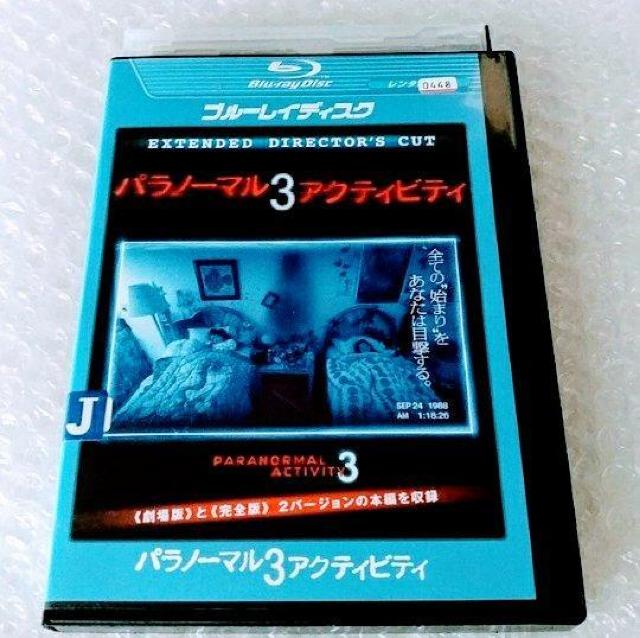 Blu-ray Disc
レンタ
0448
ブルーレイディスク
EXTENDED DIRECTOR'S CUT
パラノーマル3アクティビティ
全ての"始まり"を
あなたは目撃する。
SEP 24 1988
AM 1:18:26
J
PARANORMAL
ACTIVITY 3
《劇場版》と《完全版》 2バージョンの本編を収録
パラノーマル3アクティビティ